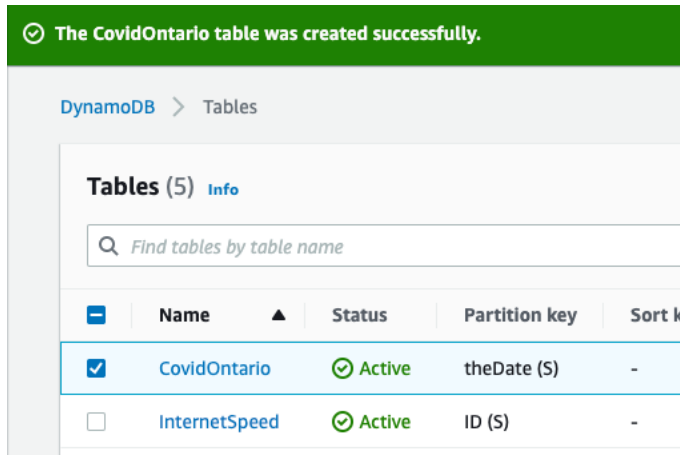 The CovidOntario table was created successfully.
DynamoDB > Tables
Tables (5) Info
Find tables by table name
Name ▲ Status Partition key Sort k
CovidOntario Active theDate (S) -
InternetSpeed Active ID (S) -